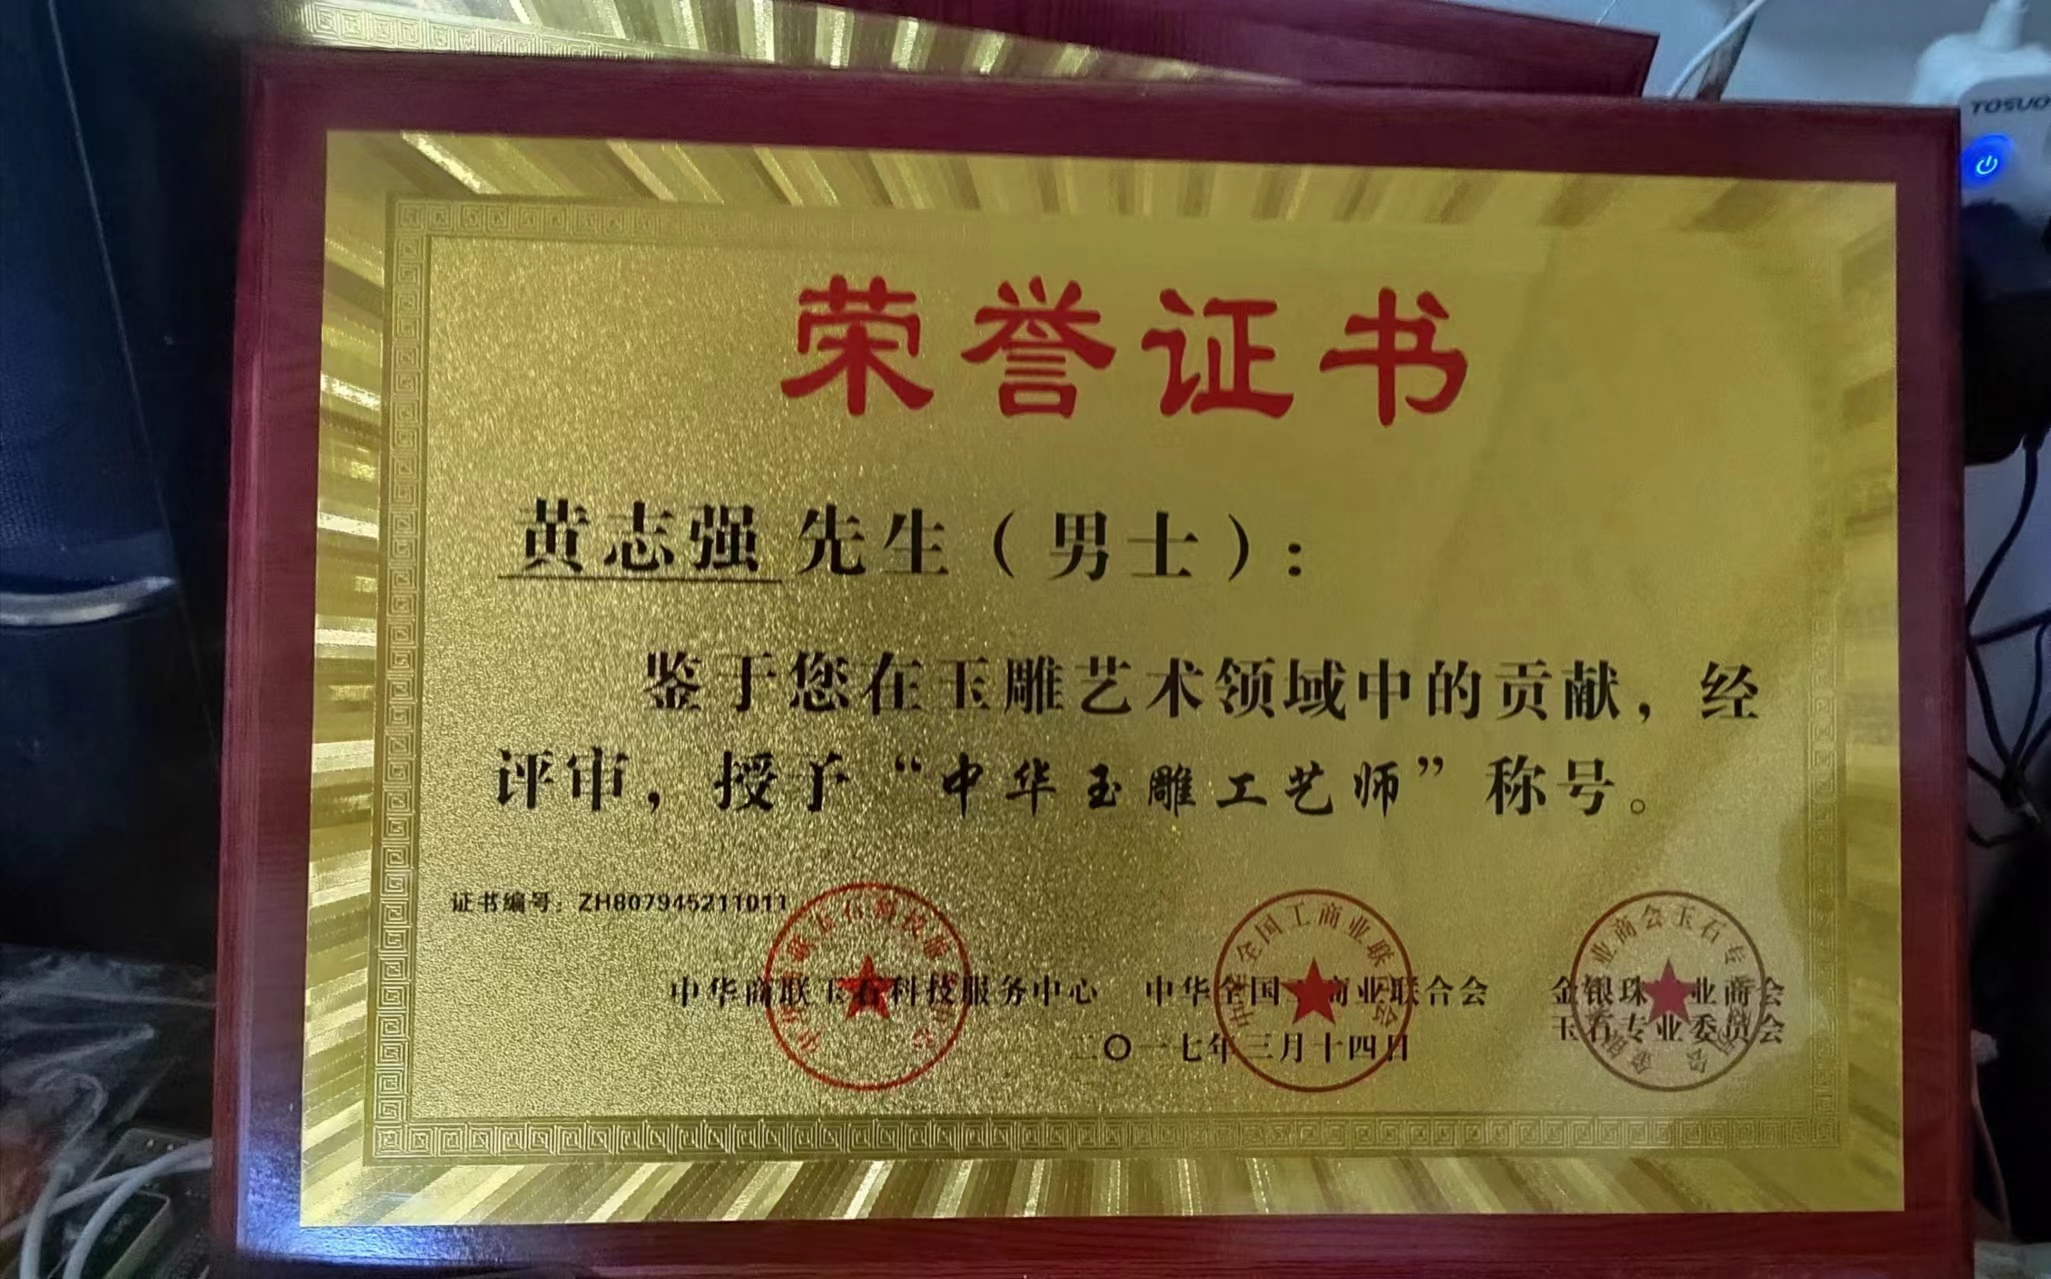 荣誉证书
黄志强 先生（男士）：
鉴于您在玉雕艺术领域中的贡献，经
评审，授予“中华玉雕工艺师”称号。
证书编号：ZH807945211011
中华商联玉石科技服务中心 中华全国工商业联合会 金银珠宝业商会
玉石专业委员会
二〇一七年三月十四日
TOSUO